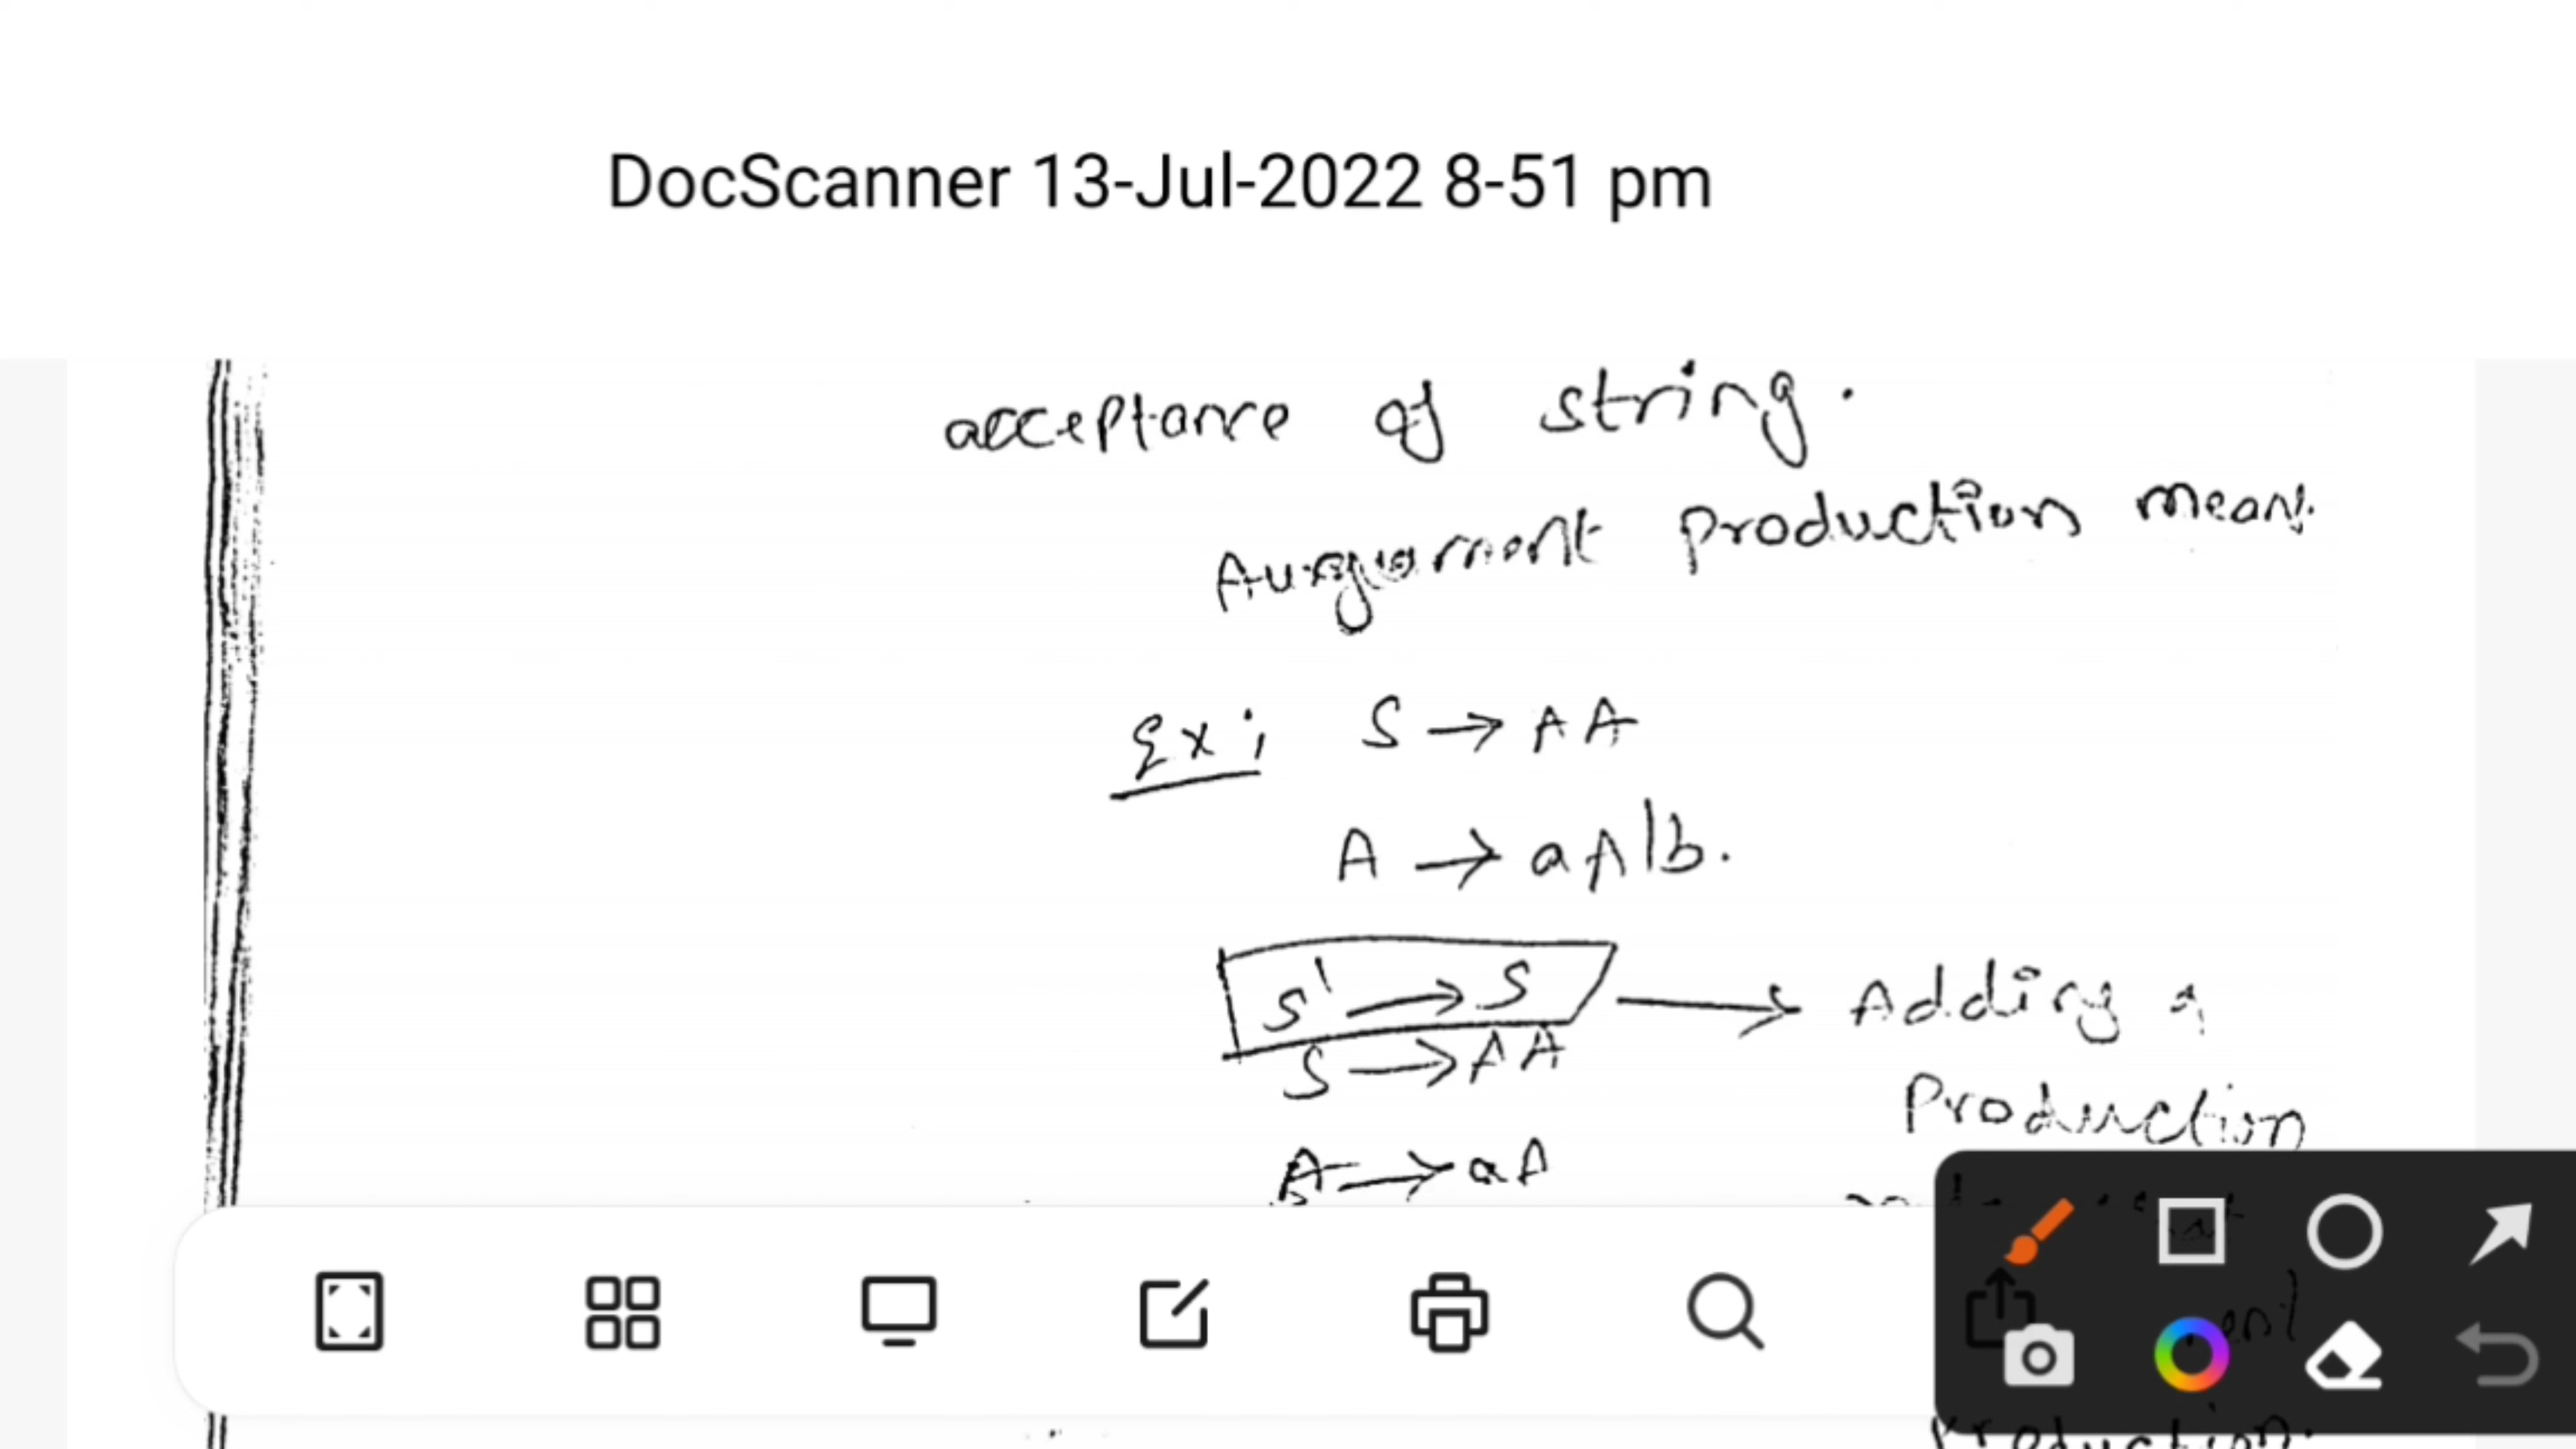 DocScanner 13-Jul-2022 8-51 pm
acceptance of string.
production means
Ex: S → AA
A → aA|b.
S' → S → Adding a
S → AA
Production
A → aA
Production.